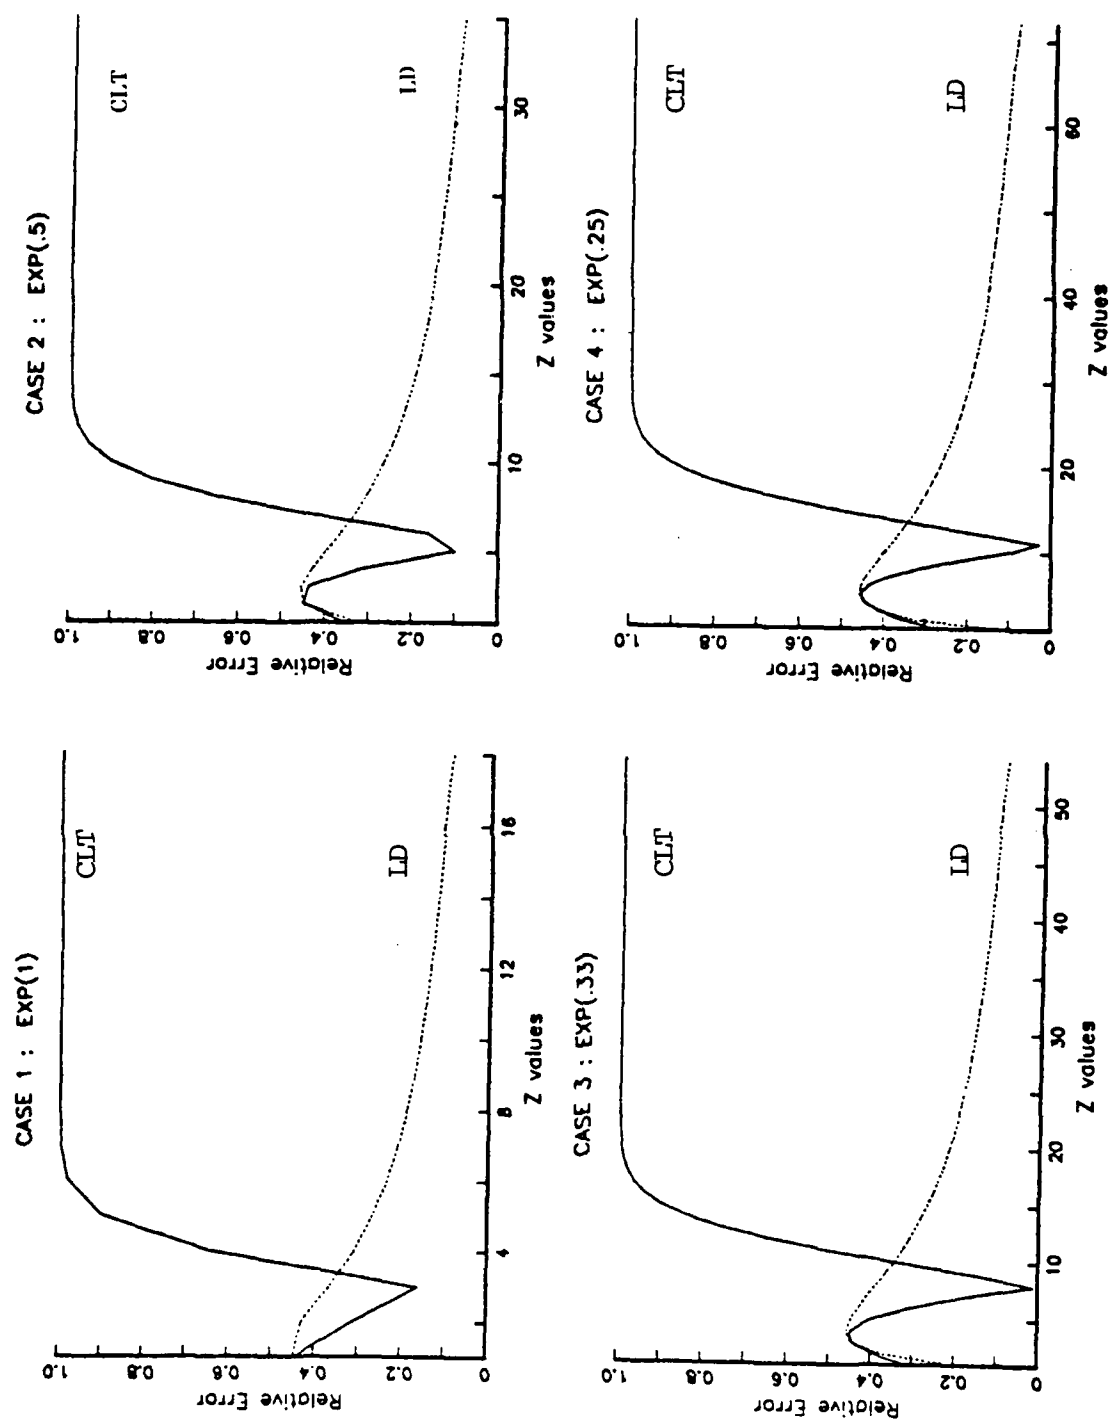 CASE 1 : EXP(1)
Relative Error
1.0
0.8
0.6
0.4
0.2
0
CLT
LD
4
8
12
16
Z values
CASE 2 : EXP(.5)
Relative Error
1.0
0.8
0.6
0.4
0.2
0
CLT
LD
10
20
30
Z values
CASE 3 : EXP(.33)
Relative Error
1.0
0.8
0.6
0.4
0.2
0
CLT
LD
10
20
30
40
50
Z values
CASE 4 : EXP(.25)
Relative Error
1.0
0.8
0.6
0.4
0.2
0
CLT
LD
20
40
60
Z values